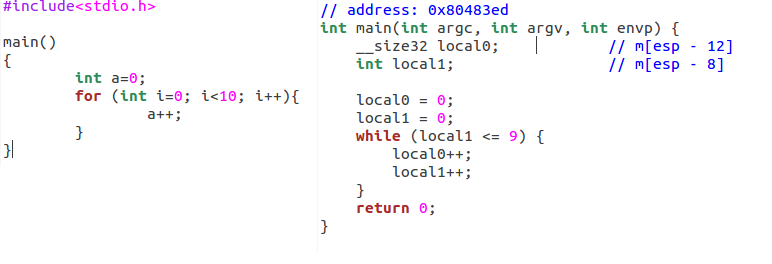 #include<stdio.h>

main()
{
        int a=0;
        for (int i=0; i<10; i++){
                a++;
        }
}

// address: 0x80483ed
int main(int argc, int argv, int envp) {
    __size32 local0;            // m[esp - 12]
    int local1;                 // m[esp - 8]

    local0 = 0;
    local1 = 0;
    while (local1 <= 9) {
        local0++;
        local1++;
    }
    return 0;
}